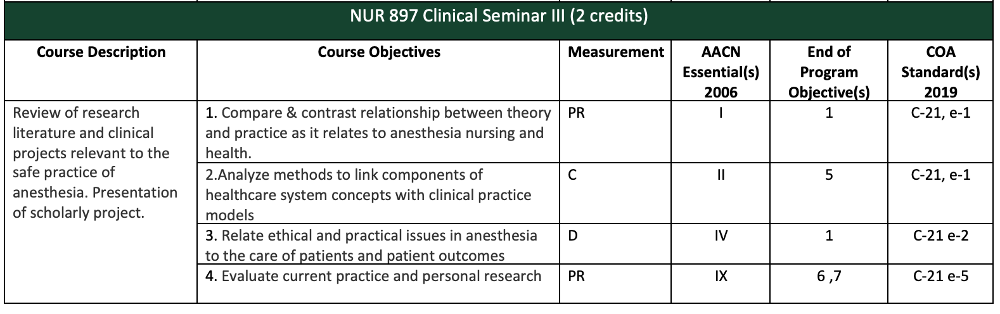 NUR 897 Clinical Seminar III (2 credits)
Course Description
Course Objectives
Measurement
AACN
Essential(s)
2006
End of
Program
Objective(s)
COA
Standard(s)
2019
Review of research
literature and clinical
projects relevant to the
safe practice of
anesthesia. Presentation
of scholarly project.
1. Compare & contrast relationship between theory
and practice as it relates to anesthesia nursing and
health.
PR
I
1
C-21, e-1
2.Analyze methods to link components of
healthcare system concepts with clinical practice
models
C
II
5
C-21, e-1
3. Relate ethical and practical issues in anesthesia
to the care of patients and patient outcomes
D
IV
1
C-21 e-2
4. Evaluate current practice and personal research
PR
IX
6 ,7
C-21 e-5